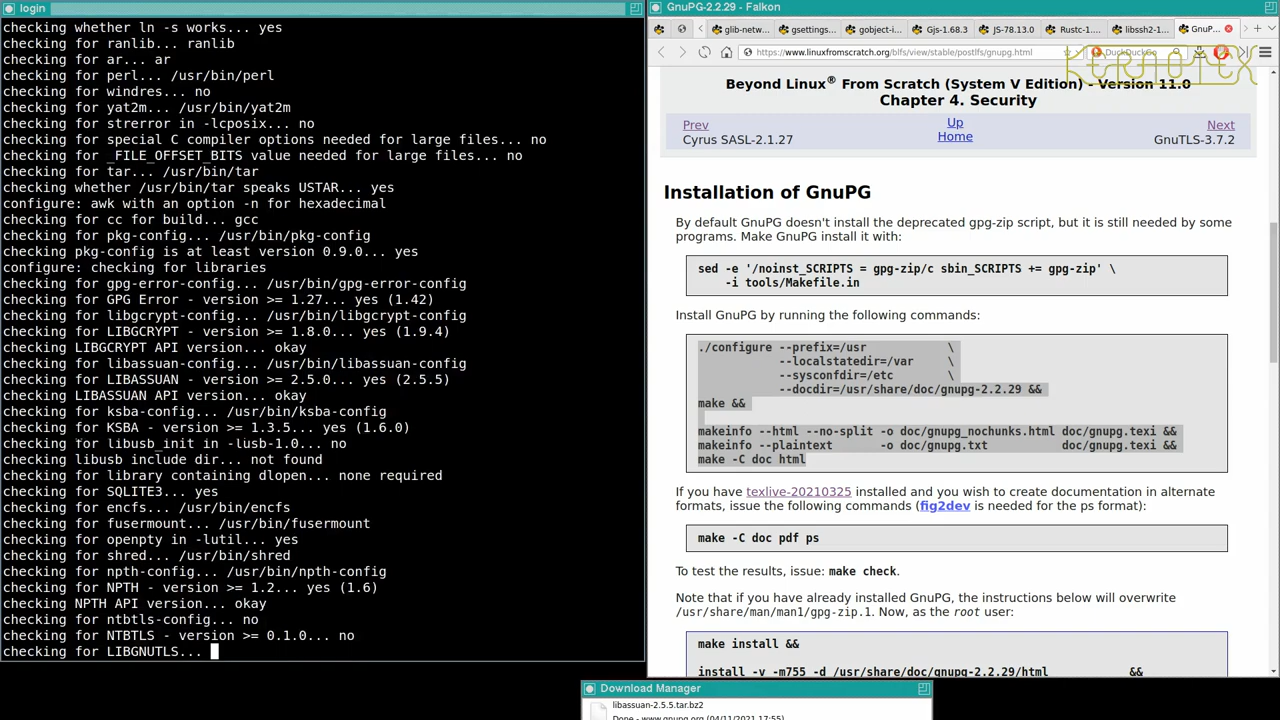 login
checking whether ln -s works... yes
checking for ranlib... ranlib
checking for ar... ar
checking for perl... /usr/bin/perl
checking for windres... no
checking for yat2m... /usr/bin/yat2m
checking for strerror in -lcposix... no
checking for special C compiler options needed for large files... no
checking for _FILE_OFFSET_BITS value needed for large files... no
checking for tar... /usr/bin/tar
checking whether /usr/bin/tar speaks USTAR... yes
configure: awk with an option -n for hexadecimal
checking for cc for build... gcc
checking for pkg-config... /usr/bin/pkg-config
checking pkg-config is at least version 0.9.0... yes
configure: checking for libraries
checking for gpg-error-config... /usr/bin/gpg-error-config
checking for GPG Error - version >= 1.27... yes (1.42)
checking for libgcrypt-config... /usr/bin/libgcrypt-config
checking for LIBGCRYPT - version >= 1.8.0... yes (1.9.4)
checking LIBGCRYPT API version... okay
checking for libassuan-config... /usr/bin/libassuan-config
checking for LIBASSUAN - version >= 2.5.0... yes (2.5.5)
checking LIBASSUAN API version... okay
checking for ksba-config... /usr/bin/ksba-config
checking for KSBA - version >= 1.3.5... yes (1.6.0)
checking for libusb_init in -lusb-1.0... no
checking libusb include dir... not found
checking for library containing dlopen... none required
checking for SQLITE3... yes
checking for encfs... /usr/bin/encfs
checking for fusermount... /usr/bin/fusermount
checking for openpty in -lutil... yes
checking for shred... /usr/bin/shred
checking for npth-config... /usr/bin/npth-config
checking for NPTH - version >= 1.2... yes (1.6)
checking NPTH API version... okay
checking for ntbtls-config... no
checking for NTBTLS - version >= 0.1.0... no
checking for LIBGNUTLS...
GnuPG-2.2.29 - Falkon
glib-netw... gsettings... gobject-i... Gjs-1.68.3 JS-78.13.0 Rustc-1.... libssh2-1... GnuP...
https://www.linuxfromscratch.org/blfs/view/stable/postlfs/gnupg.html DuckDuckGo
KERNOTEX
Beyond Linux® From Scratch (System V Edition) - Version 11.0
Chapter 4. Security
Prev Up Next
Cyrus SASL-2.1.27 Home GnuTLS-3.7.2
Installation of GnuPG
By default GnuPG doesn't install the deprecated gpg-zip script, but it is still needed by some
programs. Make GnuPG install it with:
sed -e '/noinst_SCRIPTS = gpg-zip/c sbin_SCRIPTS += gpg-zip' \
-i tools/Makefile.in
Install GnuPG by running the following commands:
./configure --prefix=/usr \
--localstatedir=/var \
--sysconfdir=/etc \
--docdir=/usr/share/doc/gnupg-2.2.29 &&
make &&
makeinfo --html --no-split -o doc/gnupg_nochunks.html doc/gnupg.texi &&
makeinfo --plaintext -o doc/gnupg.txt doc/gnupg.texi &&
make -C doc html
If you have texlive-20210325 installed and you wish to create documentation in alternate
formats, issue the following commands (fig2dev is needed for the ps format):
make -C doc pdf ps
To test the results, issue: make check.
Note that if you have already installed GnuPG, the instructions below will overwrite
/usr/share/man/man1/gpg-zip.1. Now, as the root user:
make install &&
install -v -m755 -d /usr/share/doc/gnupg-2.2.29/html &&
Download Manager
libassuan-2.5.5.tar.bz2
Done - www.gnupg.org (04/11/2021 17:55)